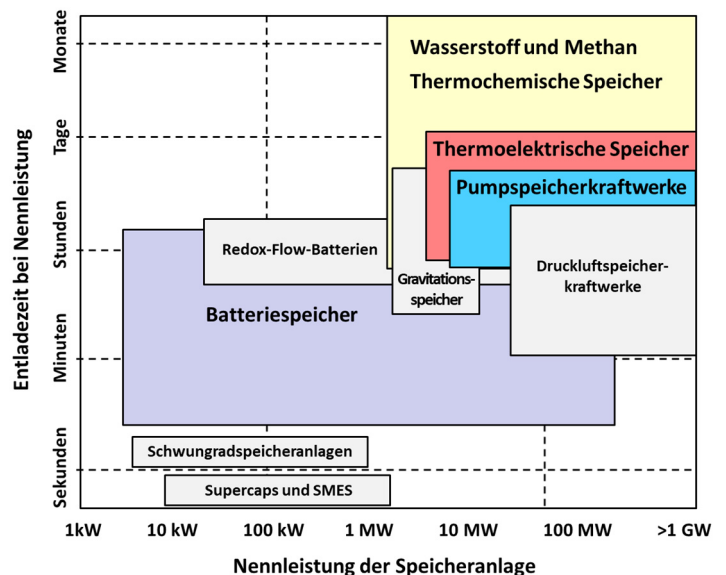 Entladezeit bei Nennleistung
Monate
Tage
Stunden
Minuten
Sekunden
Wasserstoff und Methan
Thermochemische Speicher
Thermoelektrische Speicher
Pumpspeicherkraftwerke
Redox-Flow-Batterien
Gravitations-
speicher
Druckluftspeicher-
kraftwerke
Batteriespeicher
Schwungradspeicheranlagen
Supercaps und SMES
1kW 10 kW 100 kW 1 MW 10 MW 100 MW >1 GW
Nennleistung der Speicheranlage